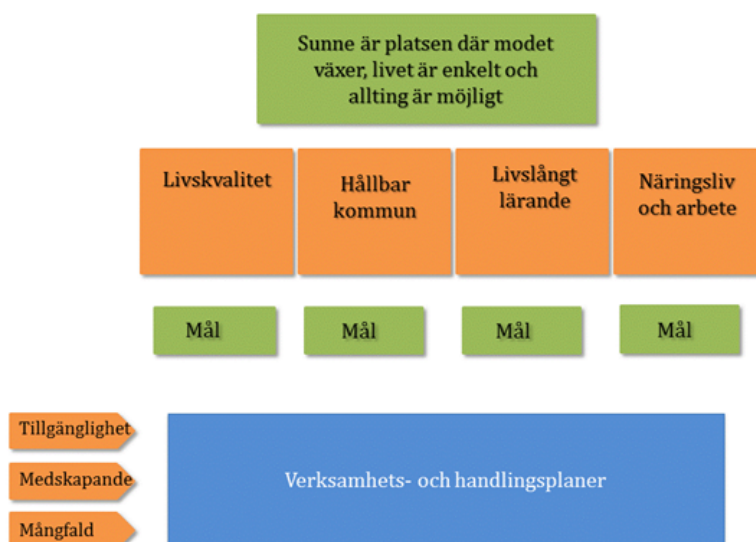 Sunne är platsen där modet
växer, livet är enkelt och
allting är möjligt
Livskvalitet
Hållbar
kommun
Livslångt
lärande
Näringsliv
och arbete
Mål
Mål
Mål
Mål
Tillgänglighet
Medskapande
Mångfald
Verksamhets- och handlingsplaner